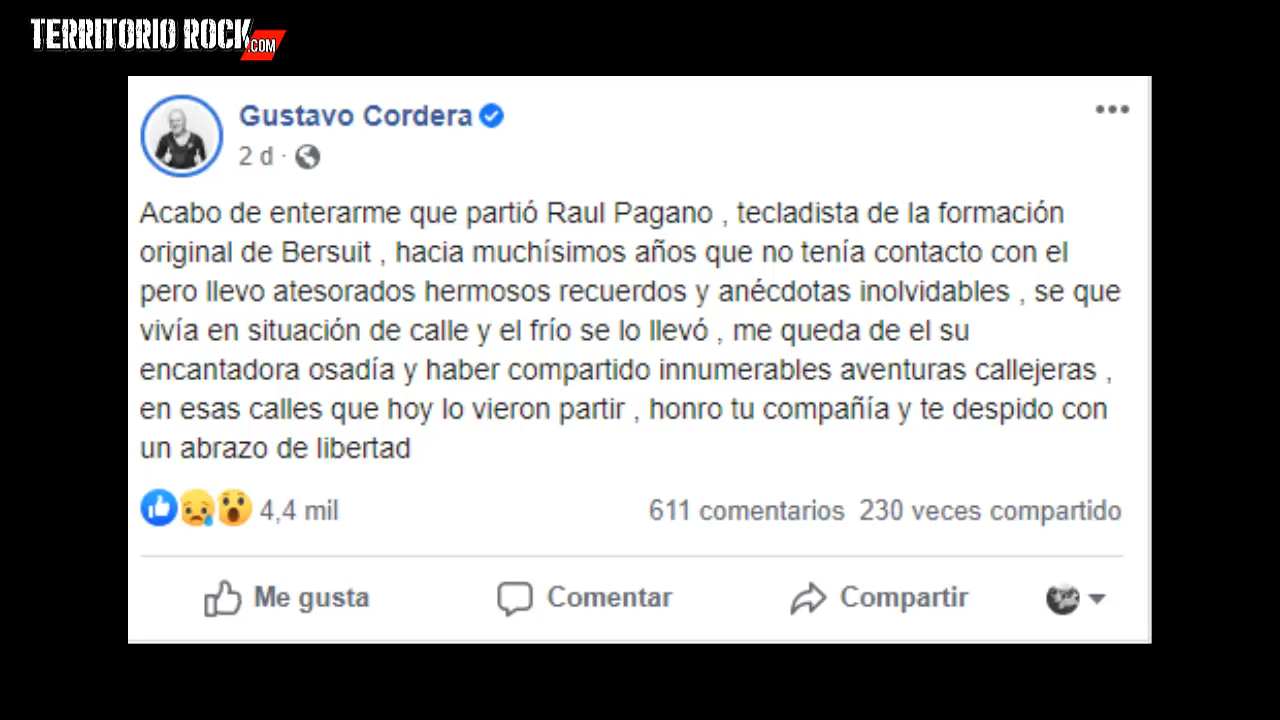 TERRITORIO ROCK
.COM
Gustavo Cordera
2 d ·
Acabo de enterarme que partió Raul Pagano , tecladista de la formación
original de Bersuit , hacia muchísimos años que no tenía contacto con el
pero llevo atesorados hermosos recuerdos y anécdotas inolvidables , se que
vivía en situación de calle y el frío se lo llevó , me queda de el su
encantadora osadía y haber compartido innumerables aventuras callejeras ,
en esas calles que hoy lo vieron partir , honro tu compañía y te despido con
un abrazo de libertad
4,4 mil 611 comentarios 230 veces compartido
Me gusta Comentar Compartir